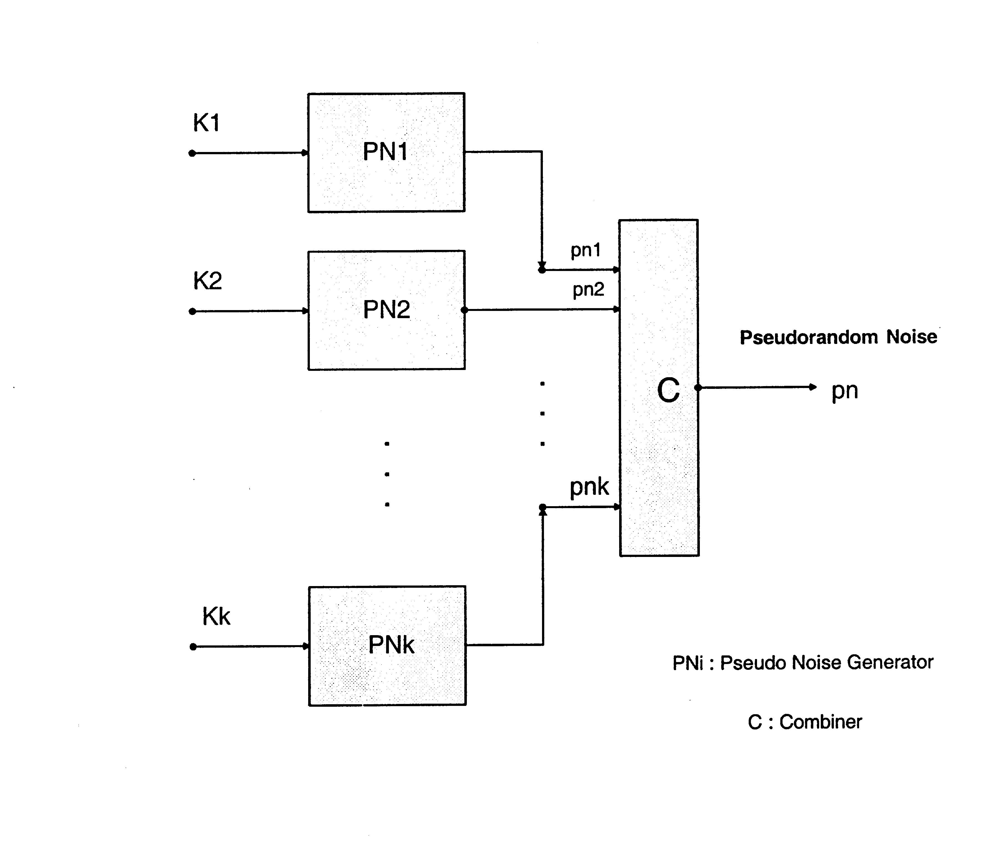 K1
PN1
pn1
K2
PN2
pn2
Pseudorandom Noise
C
pn
pnk
Kk
PNk
PNi : Pseudo Noise Generator
C : Combiner